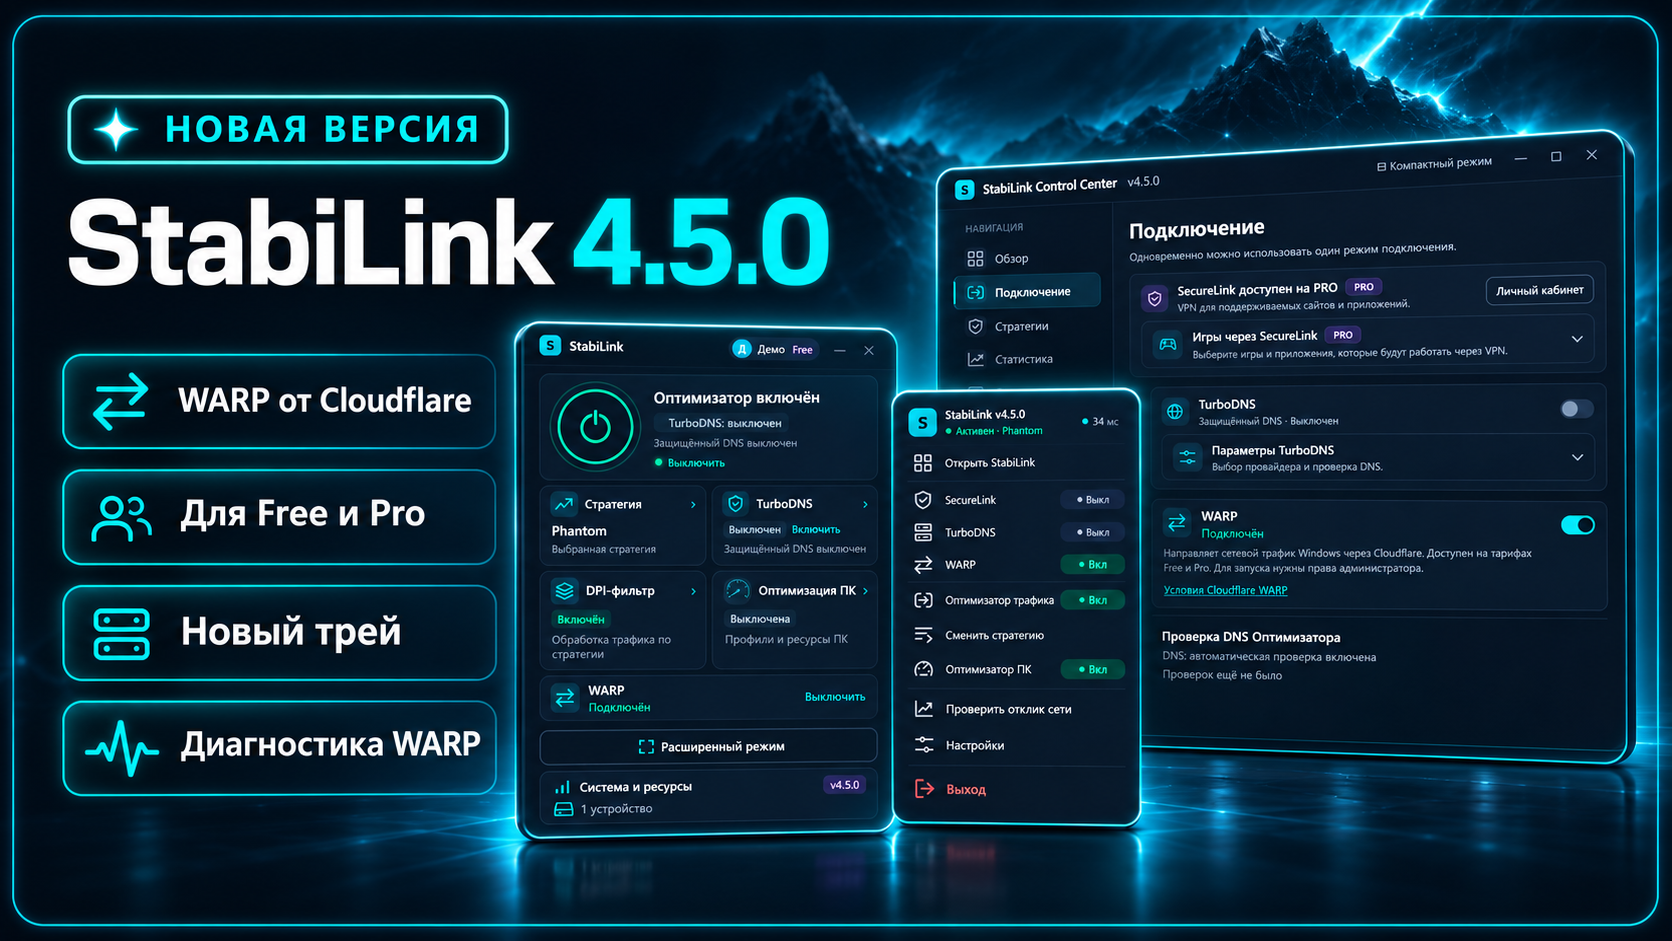 НОВАЯ ВЕРСИЯ
StabiLink 4.5.0
WARP от Cloudflare
Для Free и Pro
Новый трей
Диагностика WARP
S StabiLink
Д Демо Free
Оптимизатор включён
TurboDNS: выключен
Защищённый DNS выключен
Выключить
Стратегия
Phantom
Выбранная стратегия
TurboDNS
Выключен Включить
Защищённый DNS выключен
DPI-фильтр
Включён
Обработка трафика по
стратегии
Оптимизация ПК
Выключена
Профили и ресурсы ПК
WARP
Подключён
Выключить
Расширенный режим
Система и ресурсы
v4.5.0
1 устройство
S StabiLink v4.5.0
Активен · Phantom
34 мс
Открыть StabiLink
SecureLink Выкл
TurboDNS Выкл
WARP Вкл
Оптимизатор трафика Вкл
Сменить стратегию
Оптимизатор ПК Вкл
Проверить отклик сети
Настройки
Выход
S StabiLink Control Center v4.5.0
Компактный режим
НАВИГАЦИЯ
Обзор
Подключение
Стратегии
Статистика
Подключение
Одновременно можно использовать один режим подключения.
SecureLink доступен на PRO PRO
VPN для поддерживаемых сайтов и приложений.
Личный кабинет
Игры через SecureLink PRO
Выберите игры и приложения, которые будут работать через VPN.
TurboDNS
Защищённый DNS · Выключен
Параметры TurboDNS
Выбор провайдера и проверка DNS.
WARP
Подключён
Направляет сетевой трафик Windows через Cloudflare. Доступен на тарифах
Free и Pro. Для запуска нужны права администратора.
Условия Cloudflare WARP
Проверка DNS Оптимизатора
DNS: автоматическая проверка включена
Проверок ещё не было